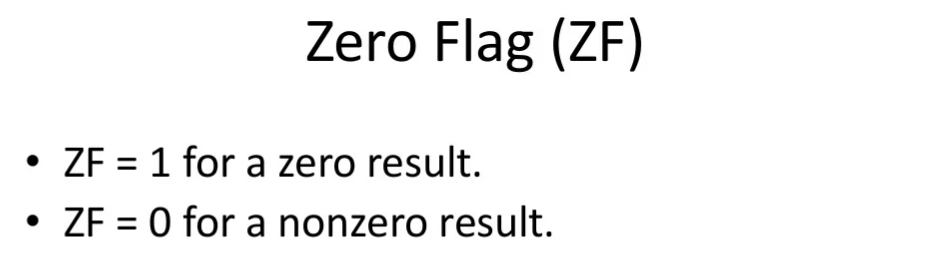 Zero Flag (ZF)
• ZF = 1 for a zero result.
• ZF = 0 for a nonzero result.